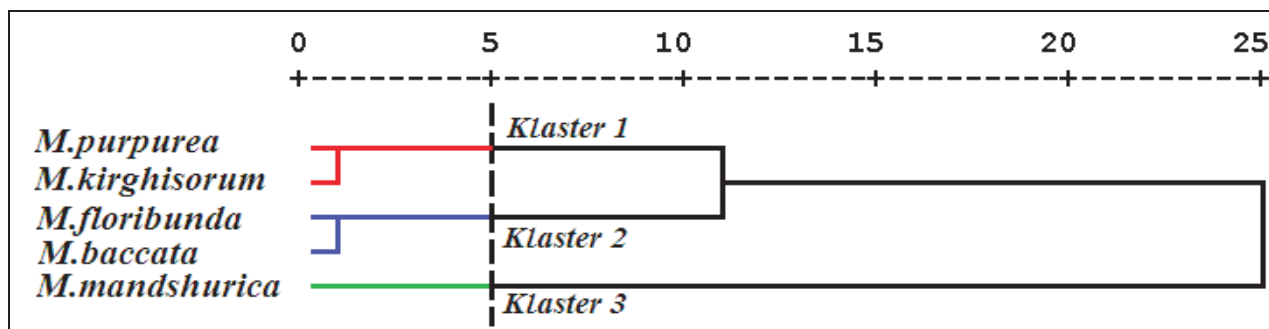 0 5 10 15 20 25
Klaster 1
M.purpurea
M.kirghisorum
M.floribunda
Klaster 2
M.baccata
M.mandshurica
Klaster 3